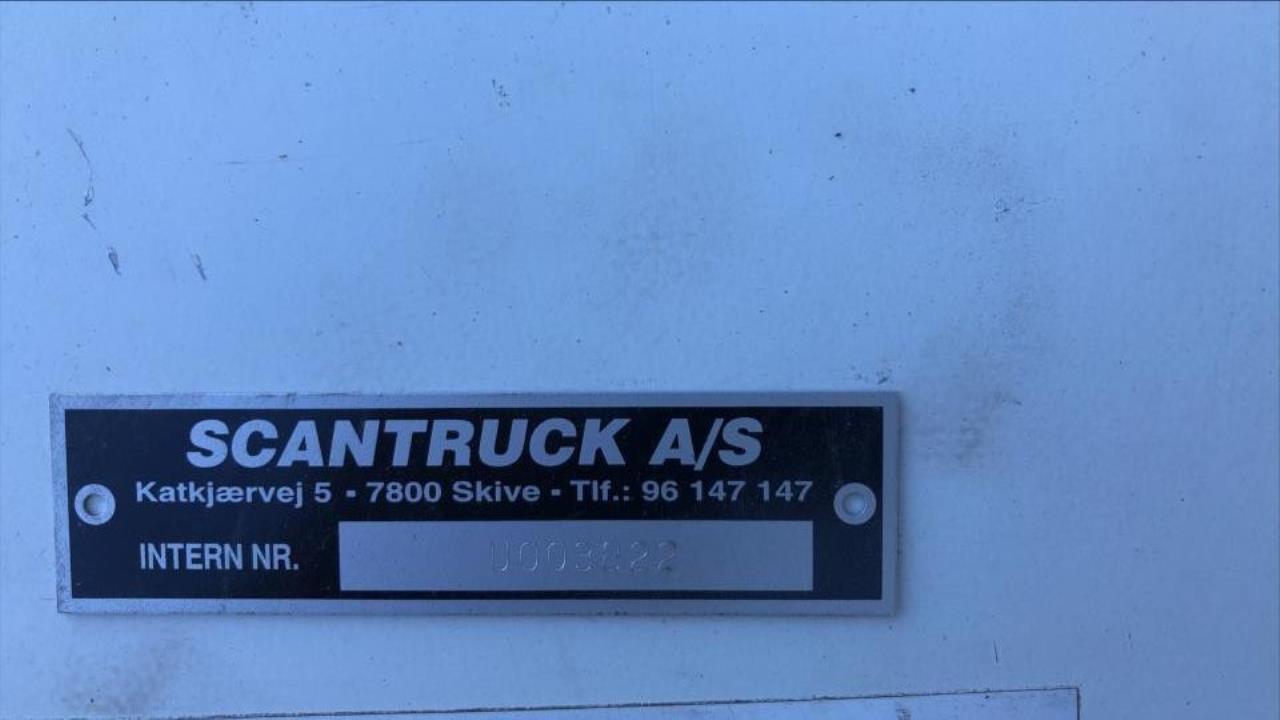 SCANTRUCK A/S
Katkjærvej 5 - 7800 Skive - Tlf.: 96 147 147
INTERN NR.